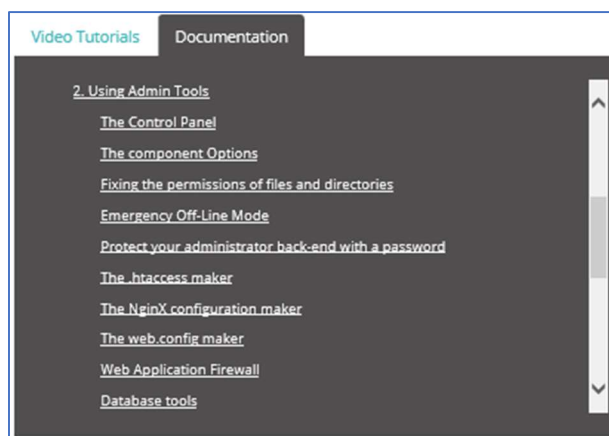 Video Tutorials
Documentation
2. Using Admin Tools
The Control Panel
The component Options
Fixing the permissions of files and directories
Emergency Off-Line Mode
Protect your administrator back-end with a password
The .htaccess maker
The NginX configuration maker
The web.config maker
Web Application Firewall
Database tools